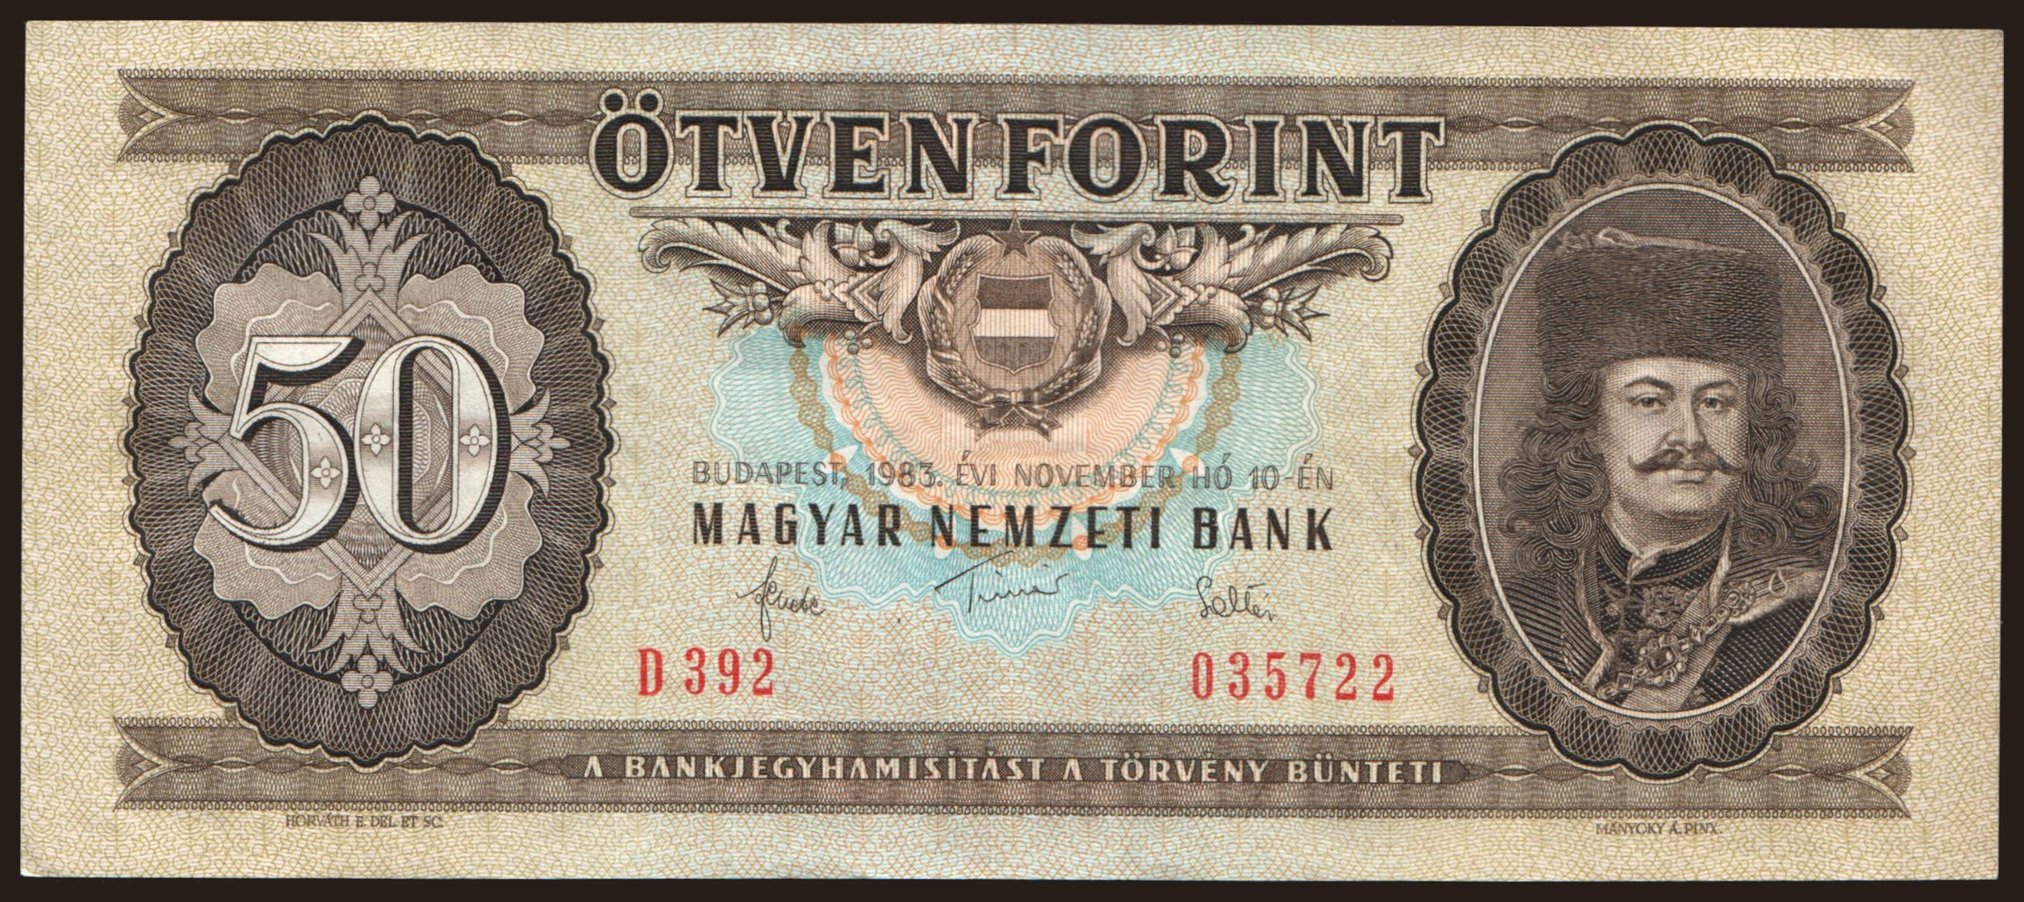 ÖTVEN FORINT
50
BUDAPEST, 1983. ÉVI NOVEMBER HÓ 10-ÉN
MAGYAR NEMZETI BANK
D 392 035722
A BANKJEGYHAMISÍTÁST A TÖRVÉNY BÜNTETI
HORVÁTH E. DEL. ET SC. MÁNYOKY Á. PINX.